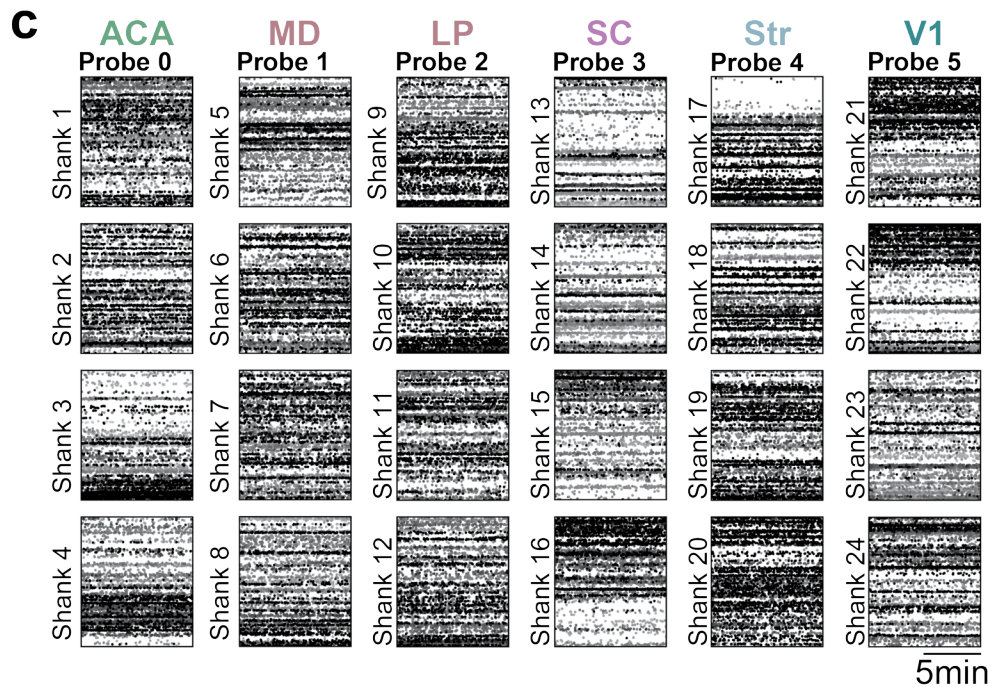 c
ACA MD LP SC Str V1
Probe 0 Probe 1 Probe 2 Probe 3 Probe 4 Probe 5
Shank 1 Shank 5 Shank 9 Shank 13 Shank 17 Shank 21
Shank 2 Shank 6 Shank 10 Shank 14 Shank 18 Shank 22
Shank 3 Shank 7 Shank 11 Shank 15 Shank 19 Shank 23
Shank 4 Shank 8 Shank 12 Shank 16 Shank 20 Shank 24
5min